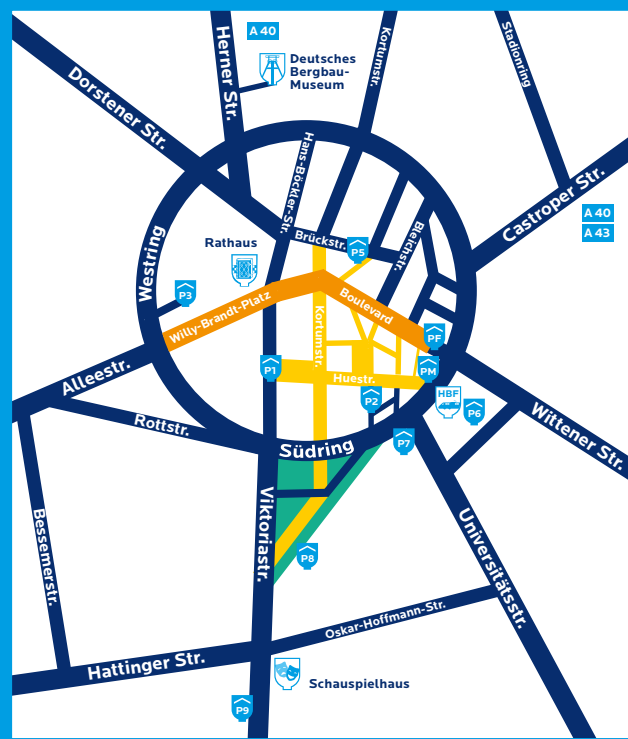 A 40
Herner Str.
Kortumstr.
Stadionring
Deutsches
Bergbau-
Museum
Dorstener Str.
Hans-Böckler-Str.
Castroper Str.
A 40
A 43
Bleichstr.
Brückstr.
P5
Rathaus
Westring
P3
Willy-Brandt-Platz
Boulevard
Kortumstr.
PF
P1
Huestr.
PM
Alleestr.
HBF
P2
P6
Wittener Str.
Rottstr.
Südring
P7
Viktoriastr.
Bessemerstr.
Universitätsstr.
P8
Oskar-Hoffmann-Str.
Hattinger Str.
Schauspielhaus
P9